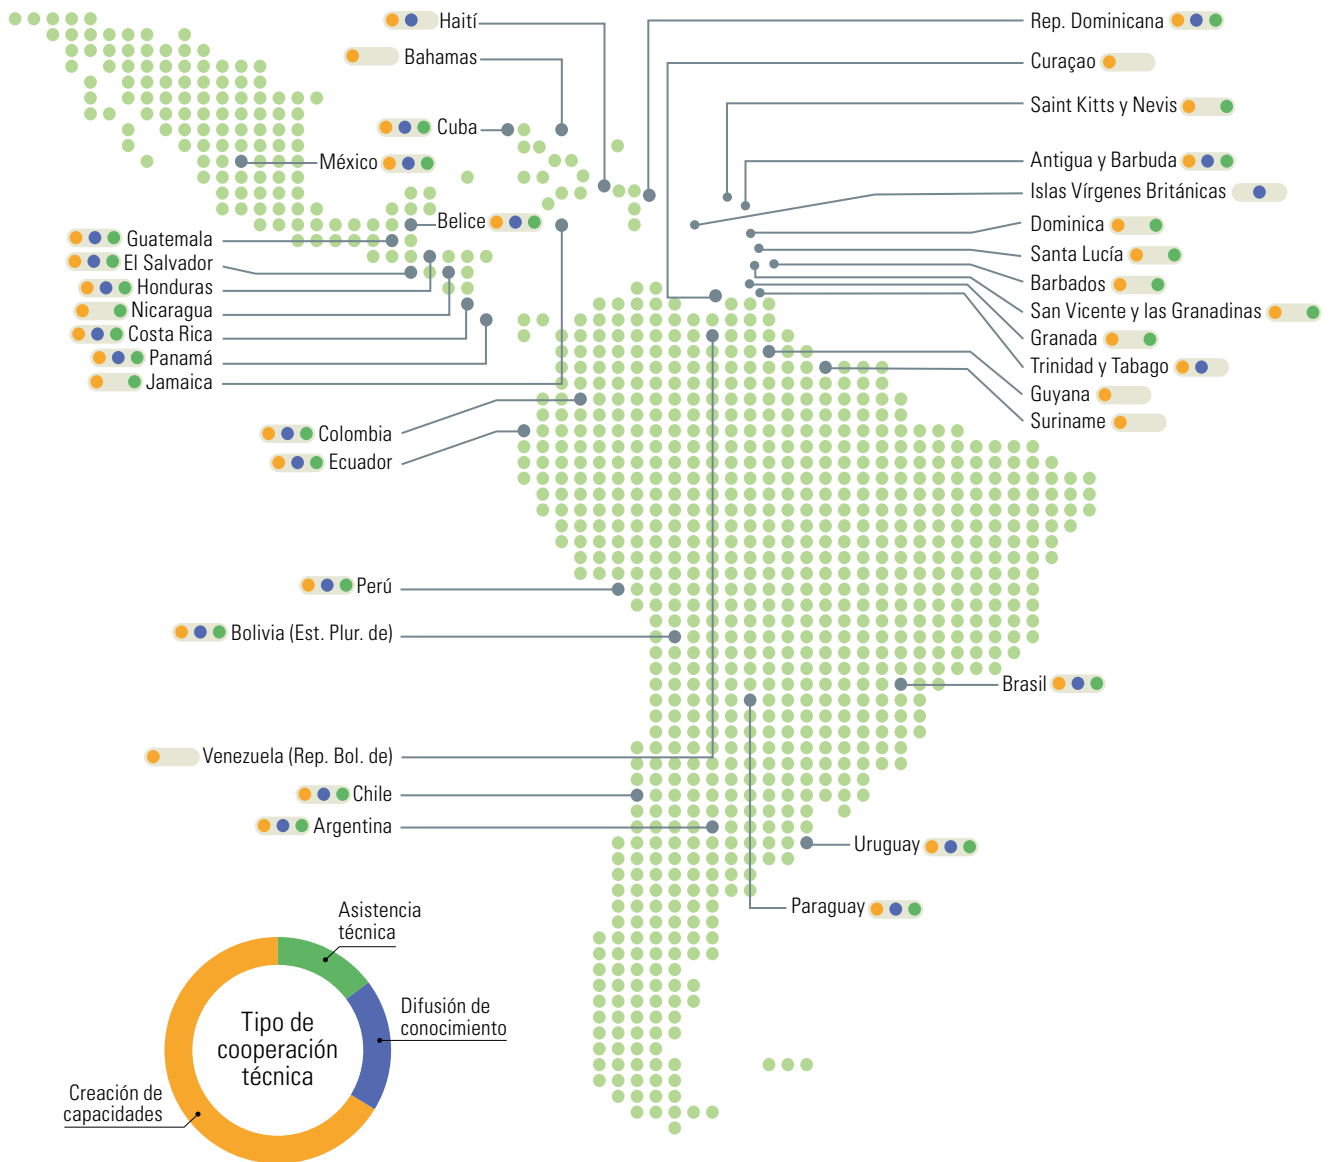 Haití
Bahamas
Cuba
México
Belice
Guatemala
El Salvador
Honduras
Nicaragua
Costa Rica
Panamá
Jamaica
Colombia
Ecuador
Perú
Bolivia (Est. Plur. de)
Venezuela (Rep. Bol. de)
Chile
Argentina
Rep. Dominicana
Curaçao
Saint Kitts y Nevis
Antigua y Barbuda
Islas Vírgenes Británicas
Dominica
Santa Lucía
Barbados
San Vicente y las Granadinas
Granada
Trinidad y Tabago
Guyana
Suriname
Brasil
Uruguay
Paraguay
Asistencia
técnica
Difusión de
conocimiento
Tipo de
cooperación
técnica
Creación de
capacidades